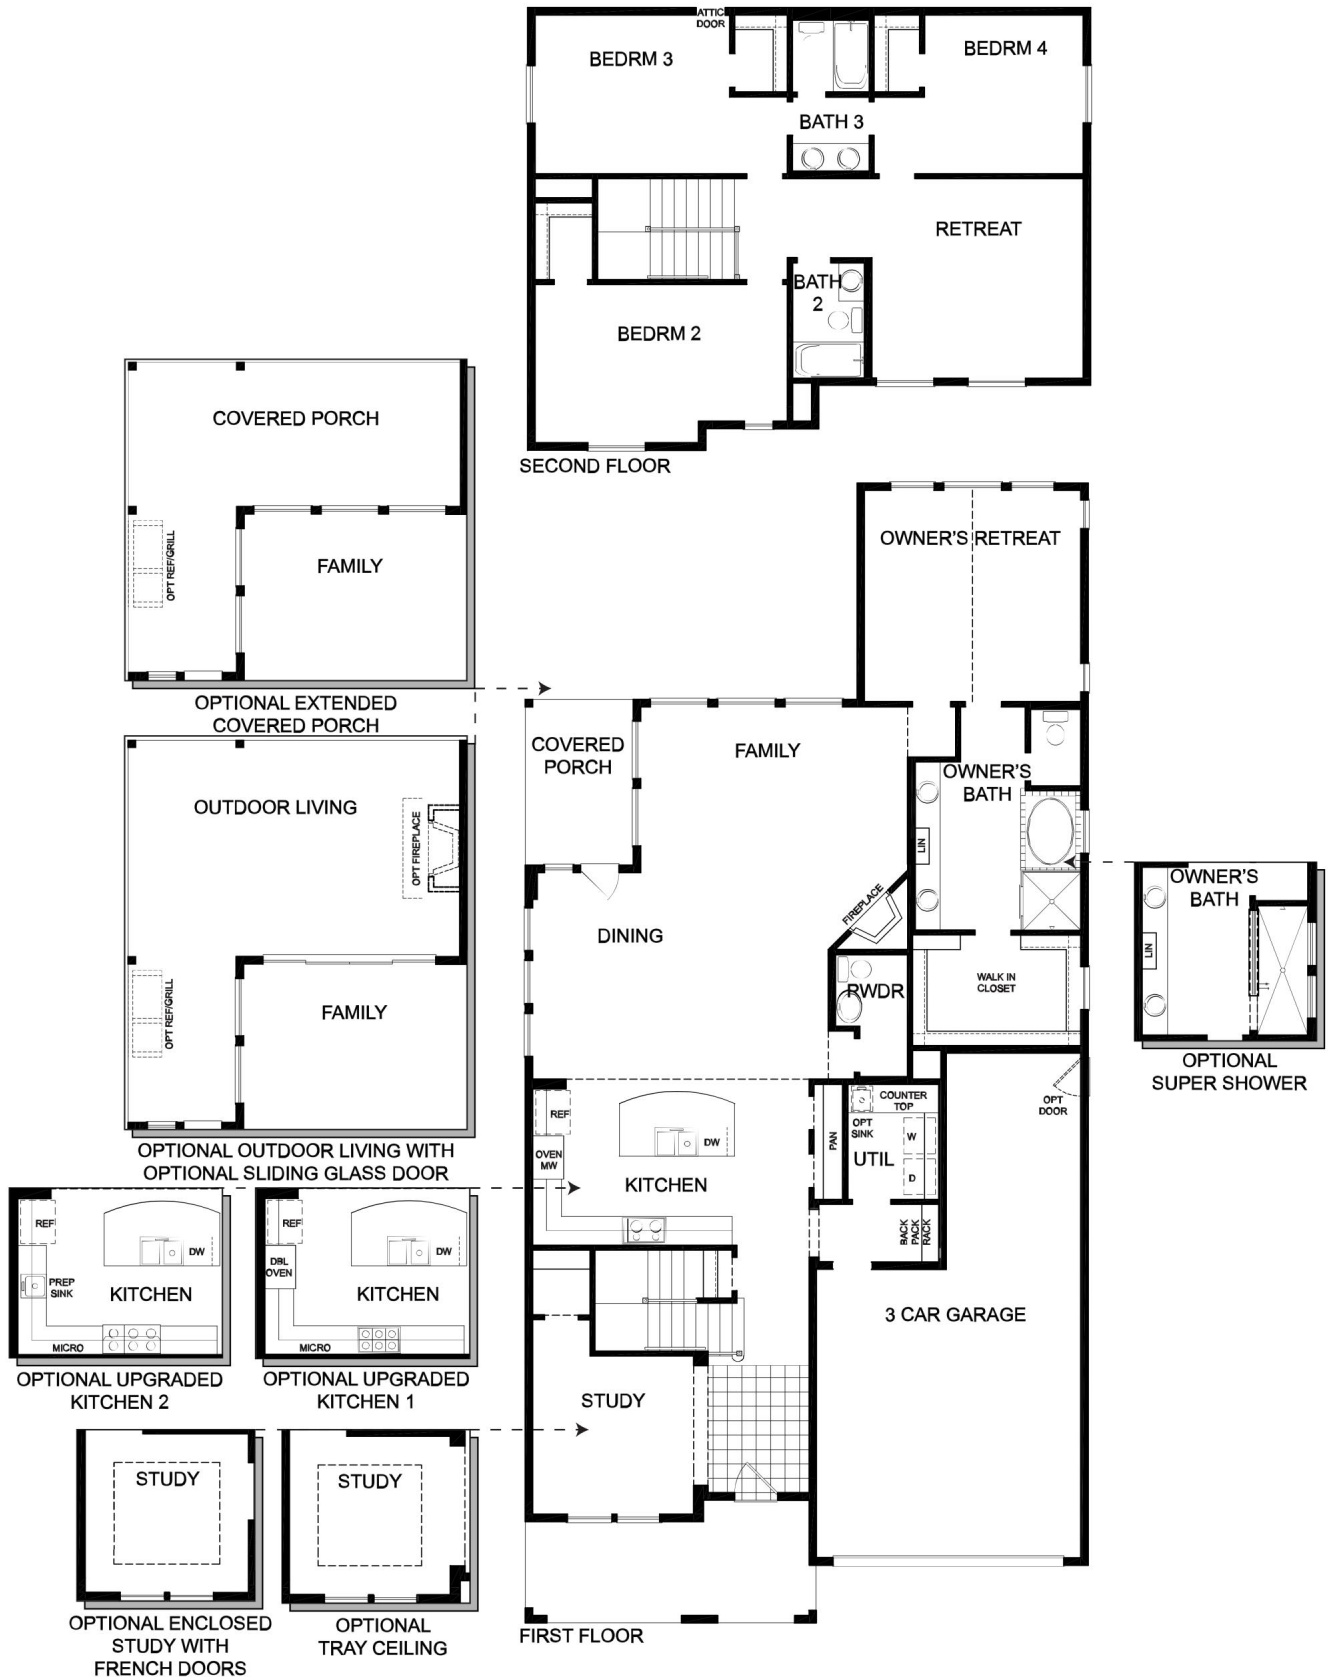 ATTIC
DOOR
BEDRM 3
BEDRM 4
BATH 3
RETREAT
BATH
2
BEDRM 2
SECOND FLOOR
COVERED PORCH
OPT REF/GRILL
FAMILY
OPTIONAL EXTENDED
COVERED PORCH
OUTDOOR LIVING
OPT FIREPLACE
OPT REF/GRILL
FAMILY
OPTIONAL OUTDOOR LIVING WITH
OPTIONAL SLIDING GLASS DOOR
OWNER'S RETREAT
COVERED
PORCH
FAMILY
OWNER'S
BATH
LIN
FIREPLACE
DINING
WALK IN
CLOSET
PWDR
OWNER'S
BATH
LIN
OPTIONAL
SUPER SHOWER
OPT
DOOR
COUNTER
TOP
OPT
SINK
W
D
UTIL
PAN
REF
OVEN
MW
DW
KITCHEN
BACK
PACK
RACK
3 CAR GARAGE
REF
DW
PREP
SINK
KITCHEN
MICRO
OPTIONAL UPGRADED
KITCHEN 2
REF
DW
DBL
OVEN
KITCHEN
MICRO
OPTIONAL UPGRADED
KITCHEN 1
STUDY
STUDY
OPTIONAL ENCLOSED
STUDY WITH
FRENCH DOORS
STUDY
OPTIONAL
TRAY CEILING
FIRST FLOOR